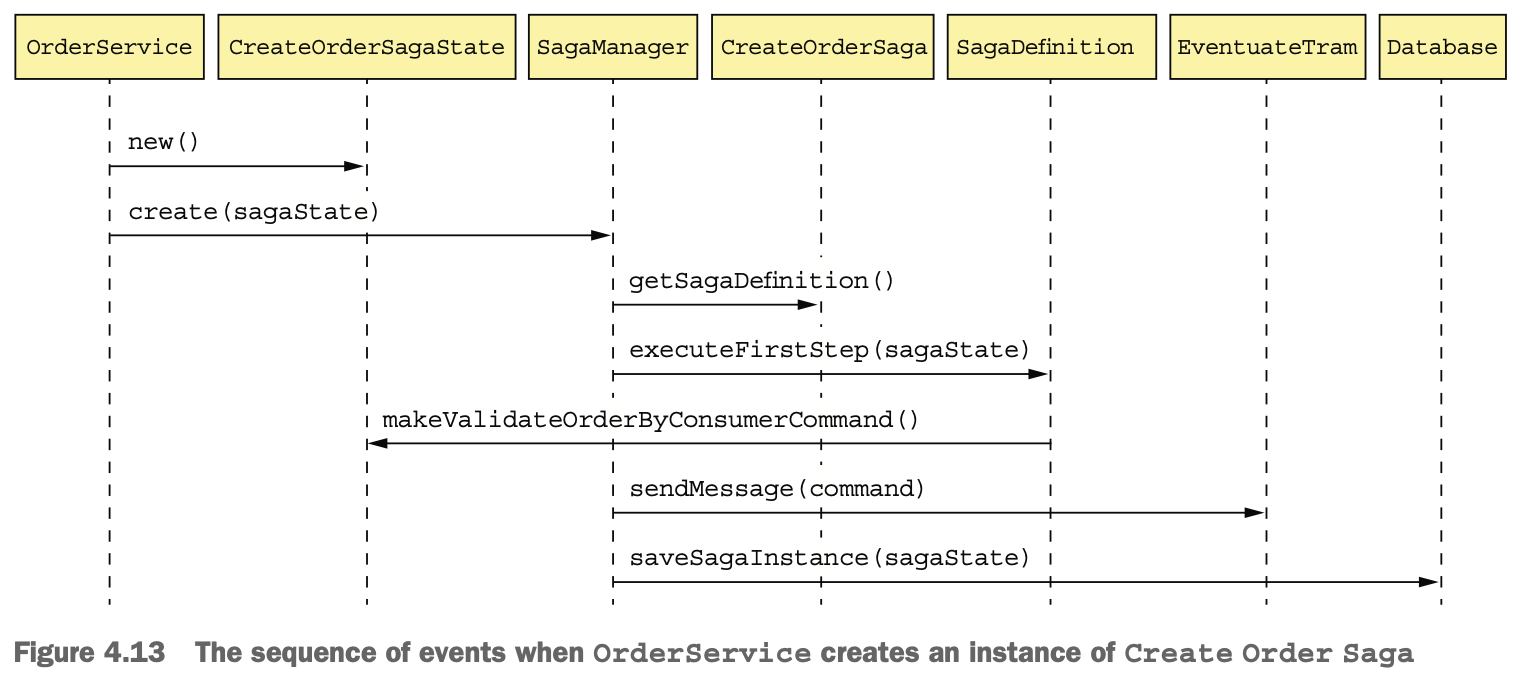 OrderService CreateOrderSagaState SagaManager CreateOrderSaga SagaDefinition EventuateTram Database
new()
create(sagaState)
getSagaDefinition()
executeFirstStep(sagaState)
makeValidateOrderByConsumerCommand()
sendMessage(command)
saveSagaInstance(sagaState)
Figure 4.13 The sequence of events when OrderService creates an instance of Create Order Saga